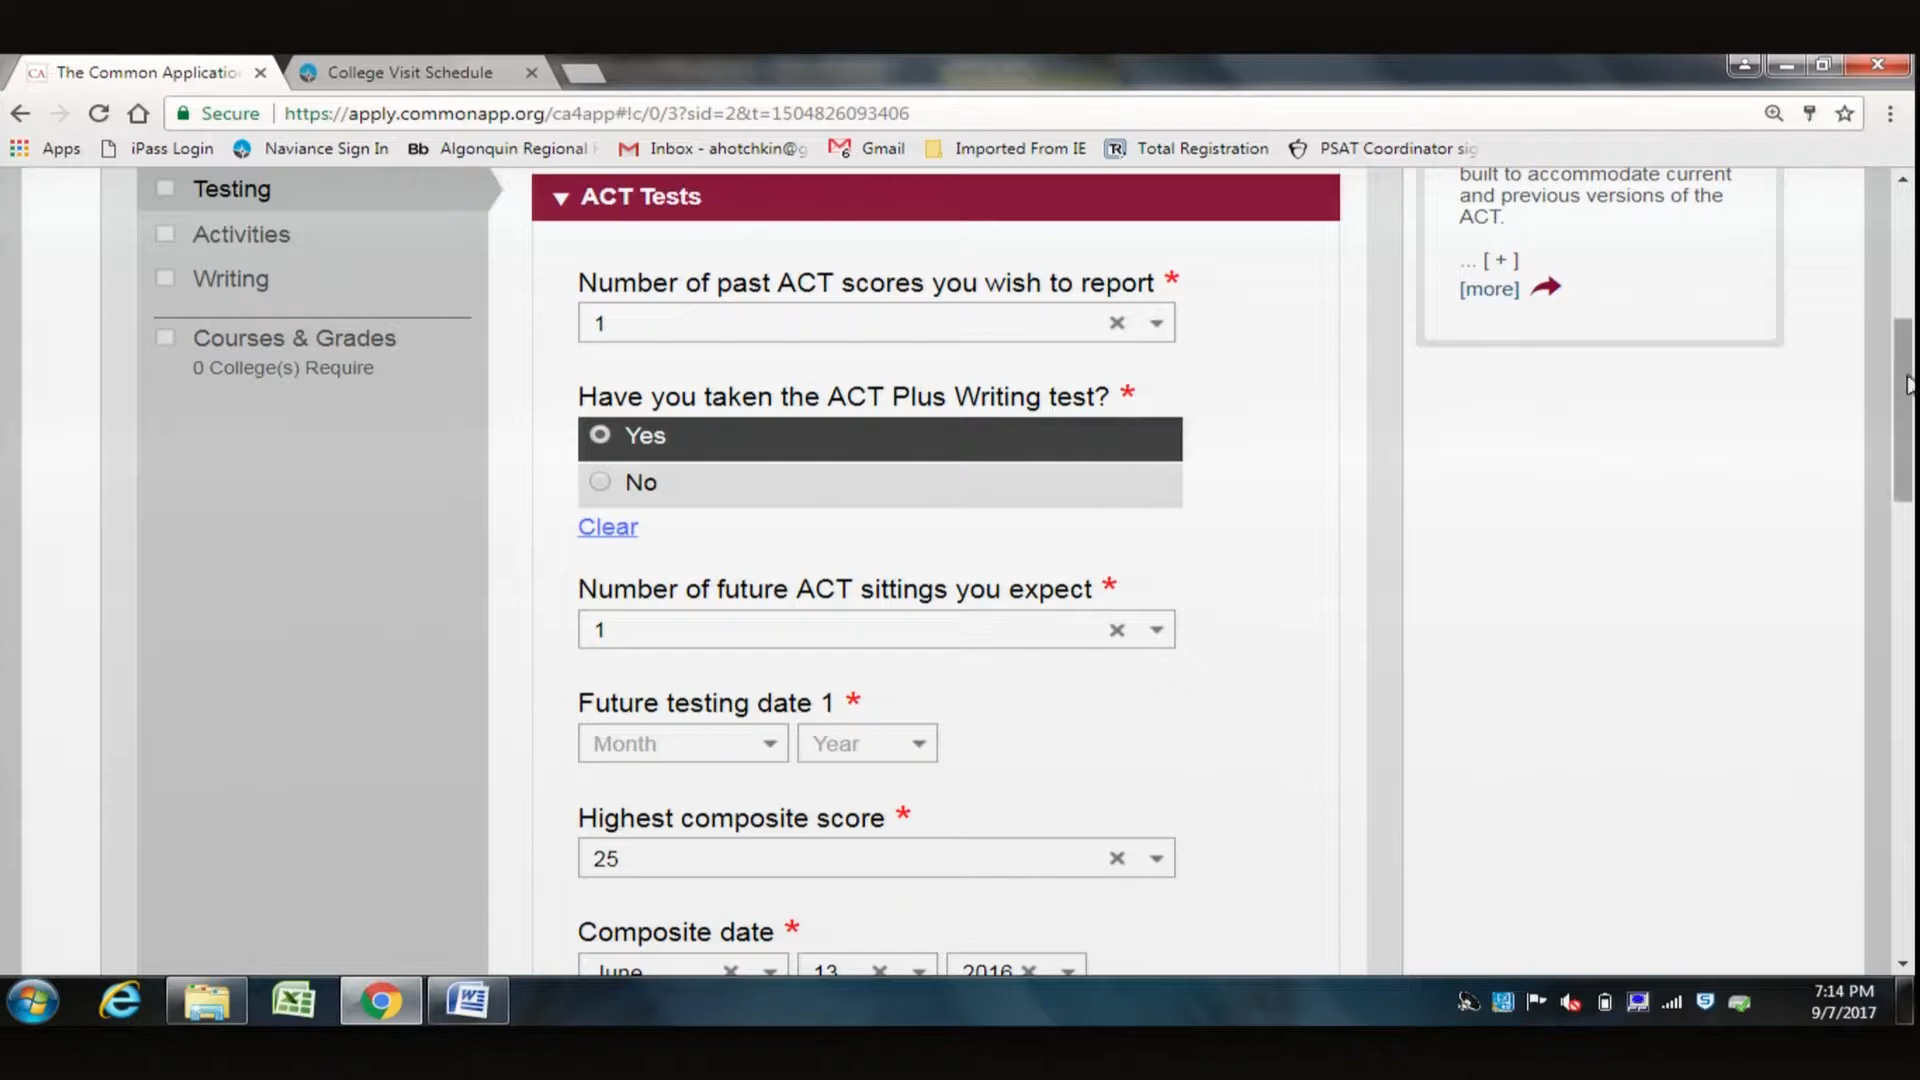 The Common Applicatio
College Visit Schedule
Secure
https://apply.commonapp.org/ca4app#!c/0/3?sid=2&t=1504826093406
Apps
iPass Login
Naviance Sign In
Bb Algonquin Regional
Inbox - ahotchkin@g
Gmail
Imported From IE
Total Registration
PSAT Coordinator sig
Testing
Activities
Writing
Courses & Grades
0 College(s) Require
ACT Tests
Number of past ACT scores you wish to report *
1
Have you taken the ACT Plus Writing test? *
Yes
No
Clear
Number of future ACT sittings you expect *
1
Future testing date 1 *
Month Year
Highest composite score *
25
Composite date *
June 13 2016
built to accommodate current
and previous versions of the
ACT.
... [ + ]
[more]
7:14 PM
9/7/2017